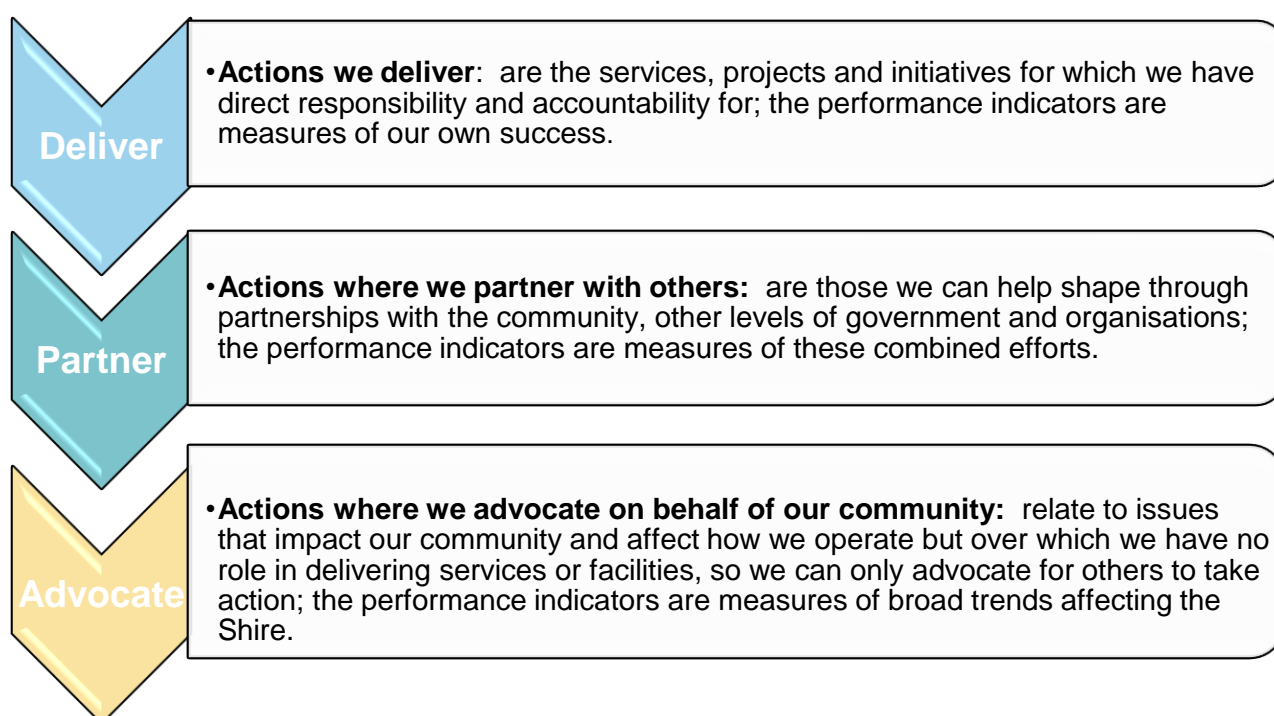 Deliver
•Actions we deliver:  are the services, projects and initiatives for which we have
direct responsibility and accountability for; the performance indicators are
measures of our own success.
Partner
•Actions where we partner with others:  are those we can help shape through
partnerships with the community, other levels of government and organisations;
the performance indicators are measures of these combined efforts.
Advocate
•Actions where we advocate on behalf of our community:  relate to issues
that impact our community and affect how we operate but over which we have no
role in delivering services or facilities, so we can only advocate for others to take
action; the performance indicators are measures of broad trends affecting the
Shire.